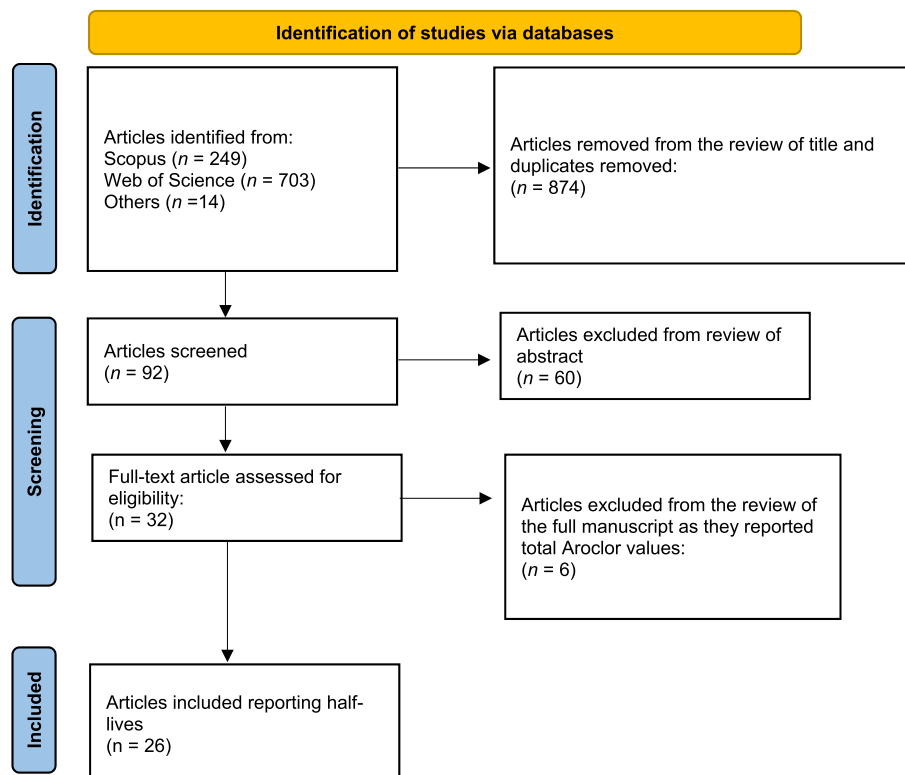 Identification of studies via databases
Identification
Articles identified from:
Scopus (n = 249)
Web of Science (n = 703)
Others (n =14)
Articles removed from the review of title and
duplicates removed:
(n = 874)
Screening
Articles screened
(n = 92)
Articles excluded from review of
abstract
(n = 60)
Full-text article assessed for
eligibility:
(n = 32)
Articles excluded from the review of
the full manuscript as they reported
total Aroclor values:
(n = 6)
Included
Articles included reporting half-
lives
(n = 26)